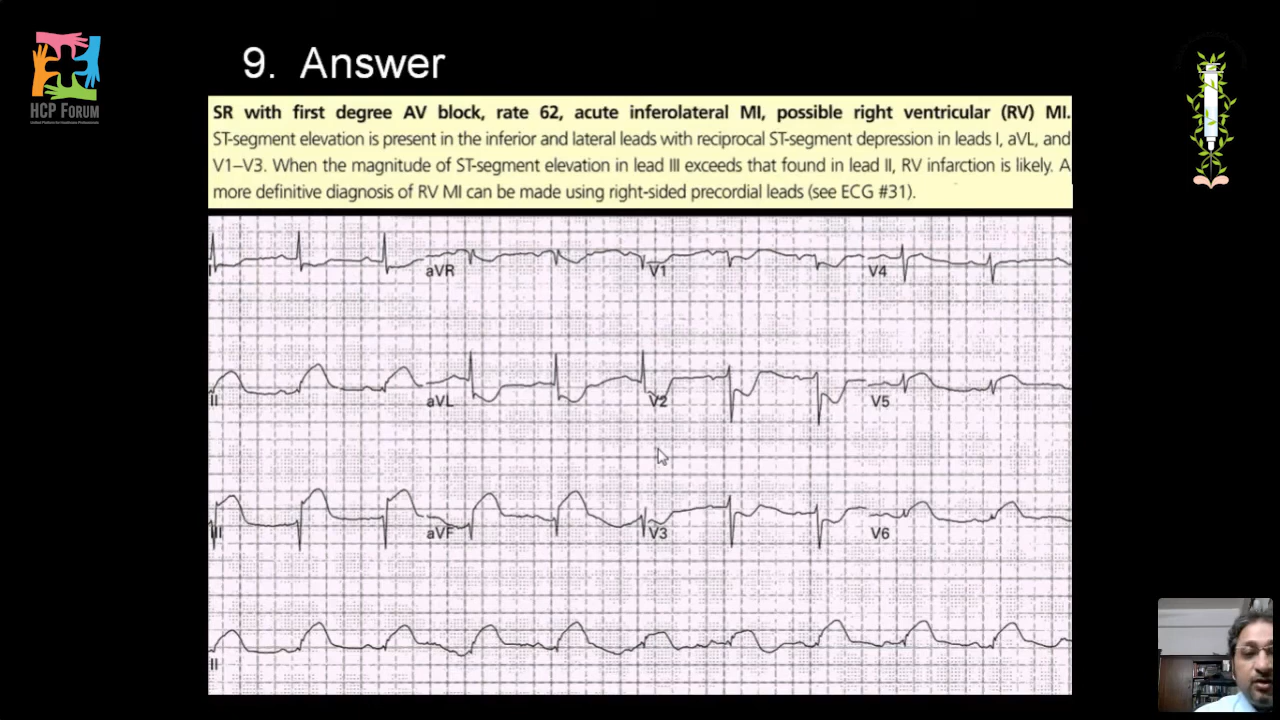 9. Answer
HCP FORUM
SR with first degree AV block, rate 62, acute inferolateral MI, possible right ventricular (RV) MI.
ST-segment elevation is present in the inferior and lateral leads with reciprocal ST-segment depression in leads I, aVL, and
V1–V3. When the magnitude of ST-segment elevation in lead III exceeds that found in lead II, RV infarction is likely. A
more definitive diagnosis of RV MI can be made using right-sided precordial leads (see ECG #31).
I aVR V1 V4
II aVL V2 V5
III aVF V3 V6
II